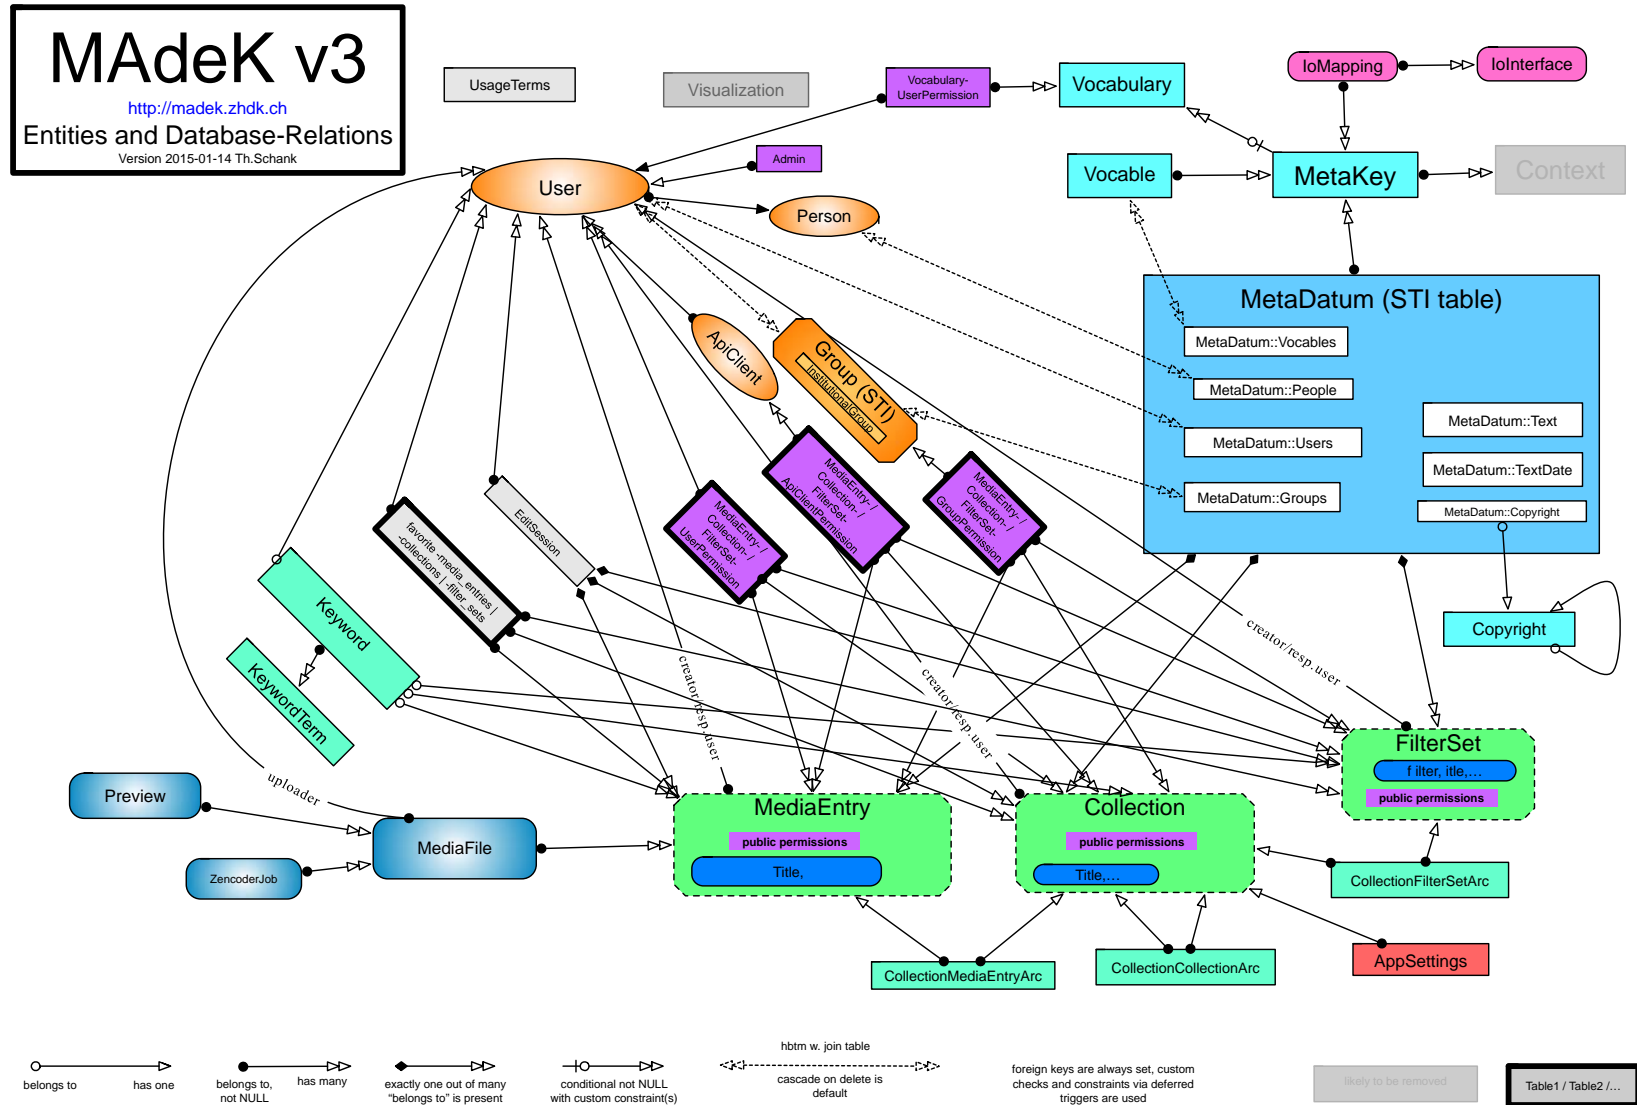 MAdeK v3
http://madek.zhdk.ch
Entities and Database-Relations
Version 2015-01-14 Th.Schank
UsageTerms
Visualization
Vocabulary-
UserPermission
Vocabulary
IoMapping
IoInterface
Admin
User
Person
Vocable
MetaKey
Context
MetaDatum (STI table)
MetaDatum::Vocables
MetaDatum::People
MetaDatum::Text
MetaDatum::Users
MetaDatum::TextDate
MetaDatum::Groups
MetaDatum::Copyright
ApiClient
Group (STI)
InstitutionalGroup
MediaEntry- /
Collection- /
FilterSet-
ApiClientPermission
MediaEntry- /
Collection- /
FilterSet-
GroupPermission
MediaEntry- /
Collection- /
FilterSet-
UserPermission
EditSession
favorite -media_entries |
-collections | -filter_sets
Keyword
KeywordTerm
Copyright
creator/resp.user
creator/resp.user
creator/resp.user
uploader
FilterSet
f ilter, itle,...
public permissions
Preview
MediaFile
ZencoderJob
MediaEntry
public permissions
Title,
Collection
public permissions
Title,...
CollectionFilterSetArc
CollectionMediaEntryArc
CollectionCollectionArc
AppSettings
belongs to
has one
belongs to,
not NULL
has many
exactly one out of many
"belongs to" is present
conditional not NULL
with custom constraint(s)
hbtm w. join table
cascade on delete is
default
foreign keys are always set, custom
checks and constraints via deferred
triggers are used
likely to be removed
Table1 / Table2 /...